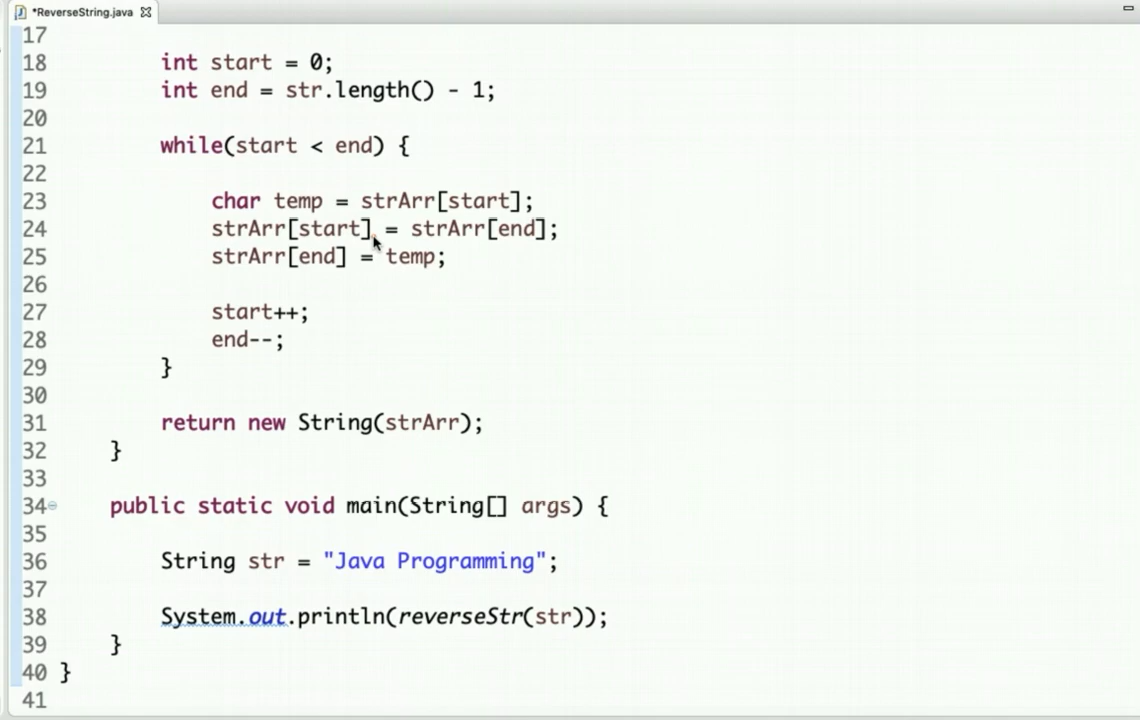 *ReverseString.java
17
18 int start = 0;
19 int end = str.length() - 1;
20
21 while(start < end) {
22
23 char temp = strArr[start];
24 strArr[start] = strArr[end];
25 strArr[end] = temp;
26
27 start++;
28 end--;
29 }
30
31 return new String(strArr);
32 }
33
34 public static void main(String[] args) {
35
36 String str = "Java Programming";
37
38 System.out.println(reverseStr(str));
39 }
40 }
41